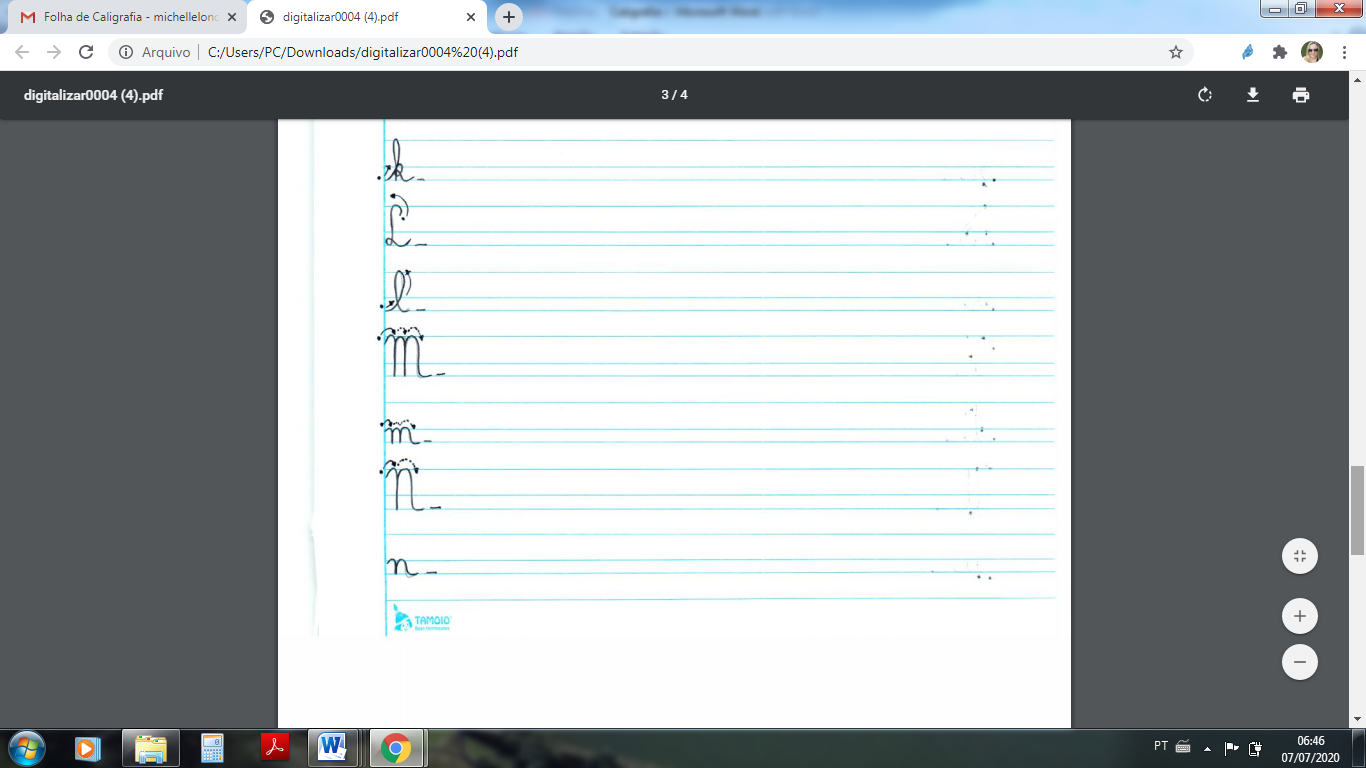 Folha de Caligrafia - michellelonc
digitalizar0004 (4).pdf
Arquivo
C:/Users/PC/Downloads/digitalizar0004%20(4).pdf
digitalizar0004 (4).pdf
3 / 4
k -
L -
l -
M -
m -
N -
n -
TAMOIO
PT
06:46
07/07/2020